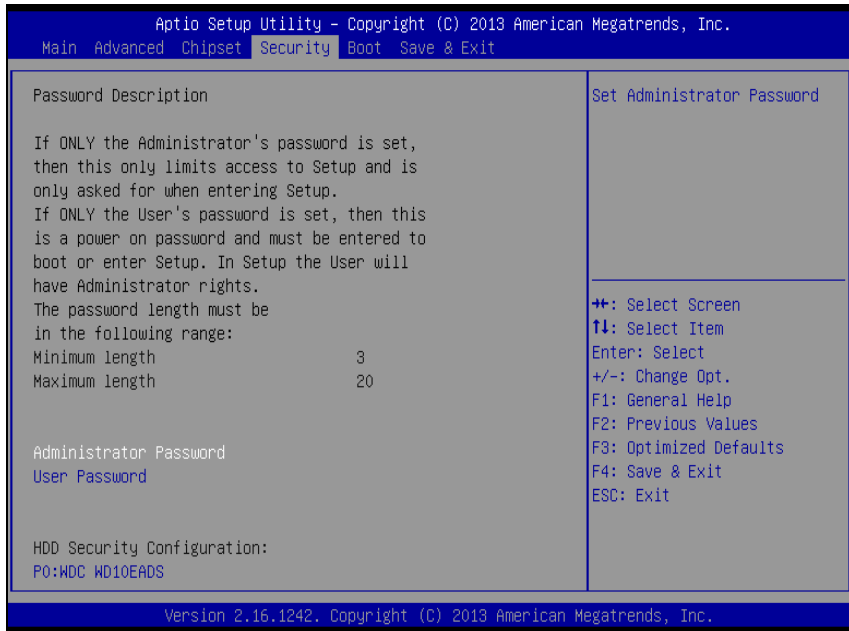 Aptio Setup Utility – Copyright (C) 2013 American Megatrends, Inc.
Main Advanced Chipset Security Boot Save & Exit
Password Description
If ONLY the Administrator's password is set,
then this only limits access to Setup and is
only asked for when entering Setup.
If ONLY the User's password is set, then this
is a power on password and must be entered to
boot or enter Setup. In Setup the User will
have Administrator rights.
The password length must be
in the following range:
Minimum length 3
Maximum length 20
Administrator Password
User Password
HDD Security Configuration:
P0:WDC WD10EADS
Set Administrator Password
→←: Select Screen
↑↓: Select Item
Enter: Select
+/-: Change Opt.
F1: General Help
F2: Previous Values
F3: Optimized Defaults
F4: Save & Exit
ESC: Exit
Version 2.16.1242. Copyright (C) 2013 American Megatrends, Inc.